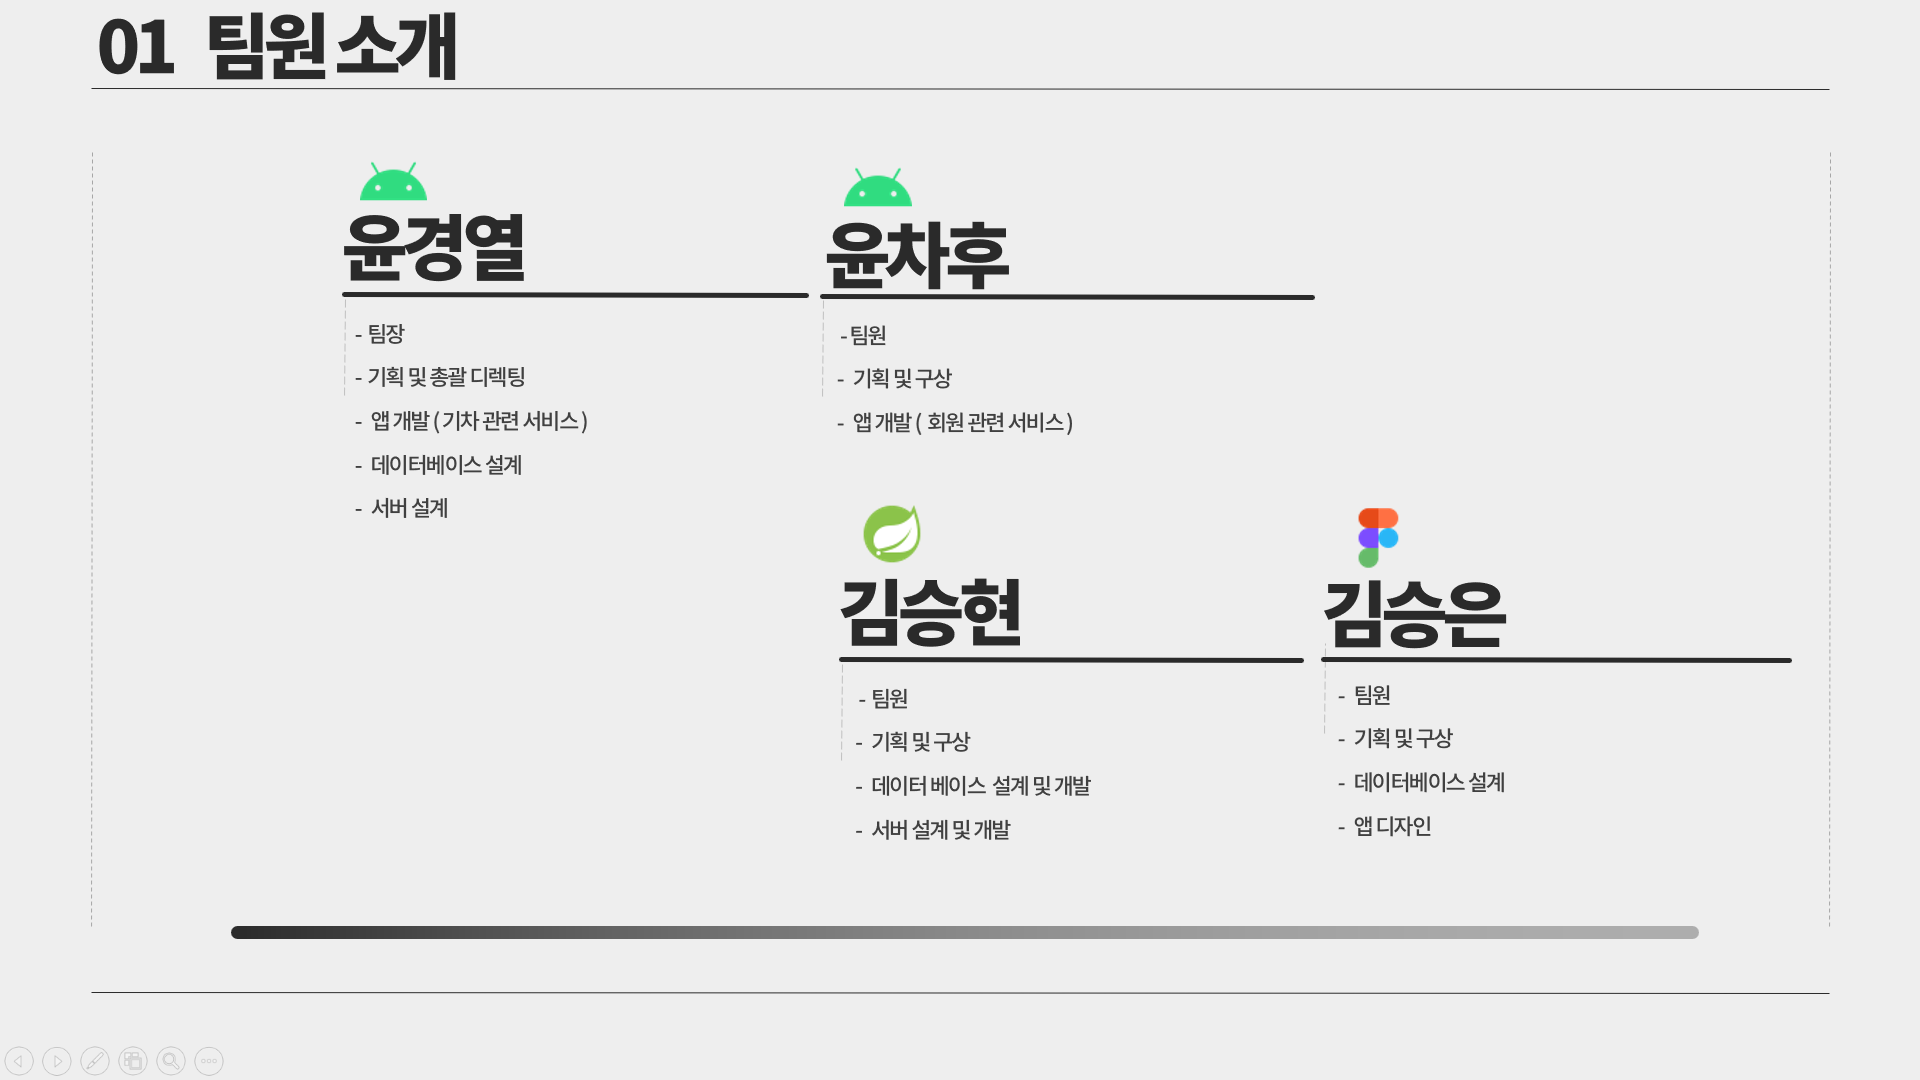 01 팀원 소개
윤경열
- 팀장
- 기획 및 총괄 디렉팅
- 앱 개발 ( 기차 관련 서비스 )
- 데이터베이스 설계
- 서버 설계
윤차후
-팀원
- 기획 및 구상
- 앱 개발 ( 회원 관련 서비스 )
김승현
- 팀원
- 기획 및 구상
- 데이터 베이스 설계 및 개발
- 서버 설계 및 개발
김승은
- 팀원
- 기획 및 구상
- 데이터베이스 설계
- 앱 디자인